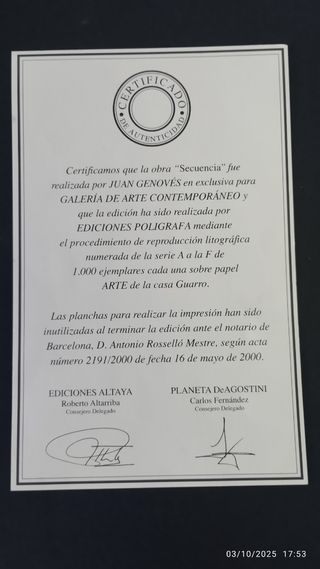 CERTIFICADO
DE AUTENTICIDAD
Certificamos que la obra “Secuencia” fue
realizada por JUAN GENOVÉS en exclusiva para
GALERÍA DE ARTE CONTEMPORÁNEO y
que la edición ha sido realizada por
EDICIONES POLIGRAFA mediante
el procedimiento de reproducción litográfica
numerada de la serie A a la F de
1.000 ejemplares cada una sobre papel
ARTE de la casa Guarro.
Las planchas para realizar la impresión han sido
inutilizadas al terminar la edición ante el notario de
Barcelona, D. Antonio Rosselló Mestre, según acta
número 2191/2000 de fecha 16 de mayo de 2000.
EDICIONES ALTAYA
Roberto Altarriba
Consejero Delegado
PLANETA DeAGOSTINI
Carlos Fernández
Consejero Delegado
03/10/2025 17:53